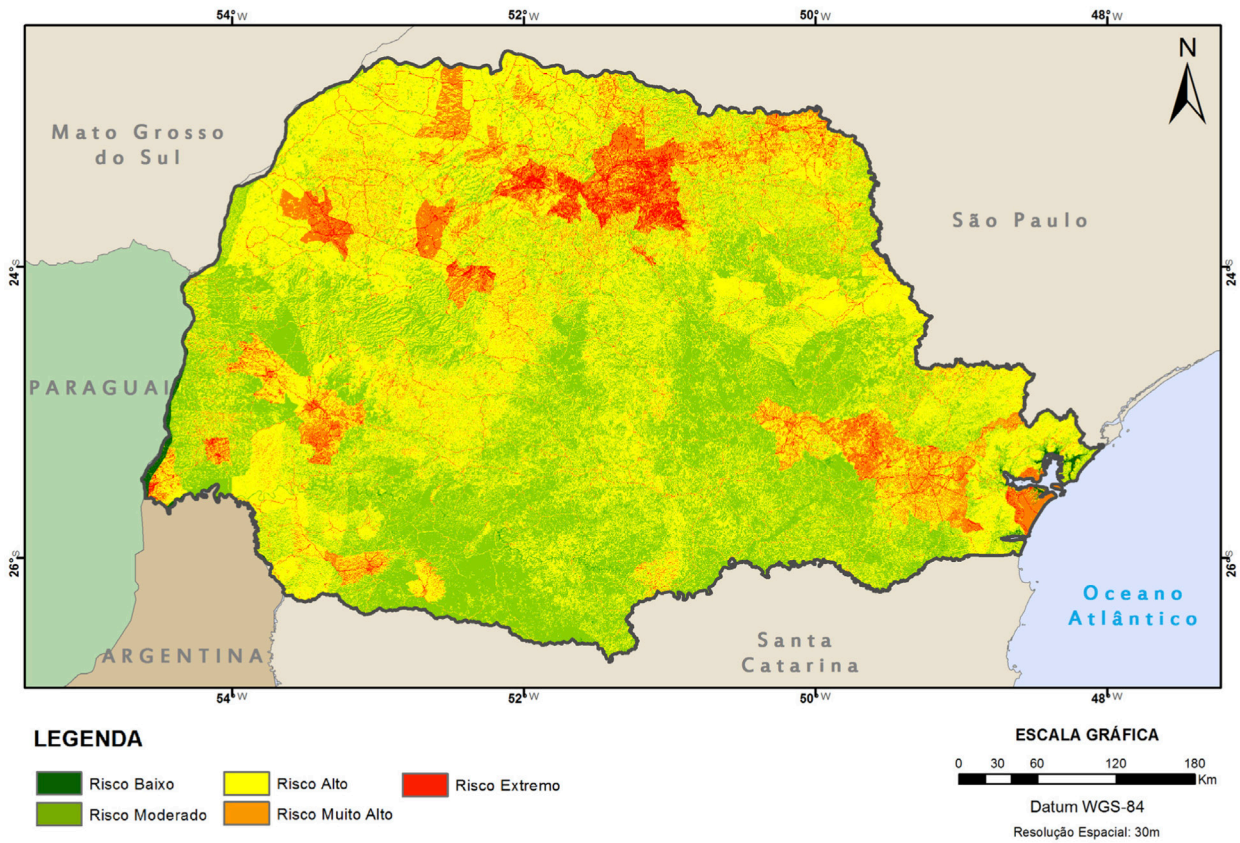 54°W 52°W 50°W 48°W
N
Mato Grosso
do Sul
São Paulo
24°S 24°S
PARAGUAI
26°S 26°S
Oceano
Atlântico
Santa
Catarina
ARGENTINA
54°W 52°W 50°W 48°W
LEGENDA
Risco Baixo Risco Alto Risco Extremo
Risco Moderado Risco Muito Alto
ESCALA GRÁFICA
0 30 60 120 180
Km
Datum WGS-84
Resolução Espacial: 30m